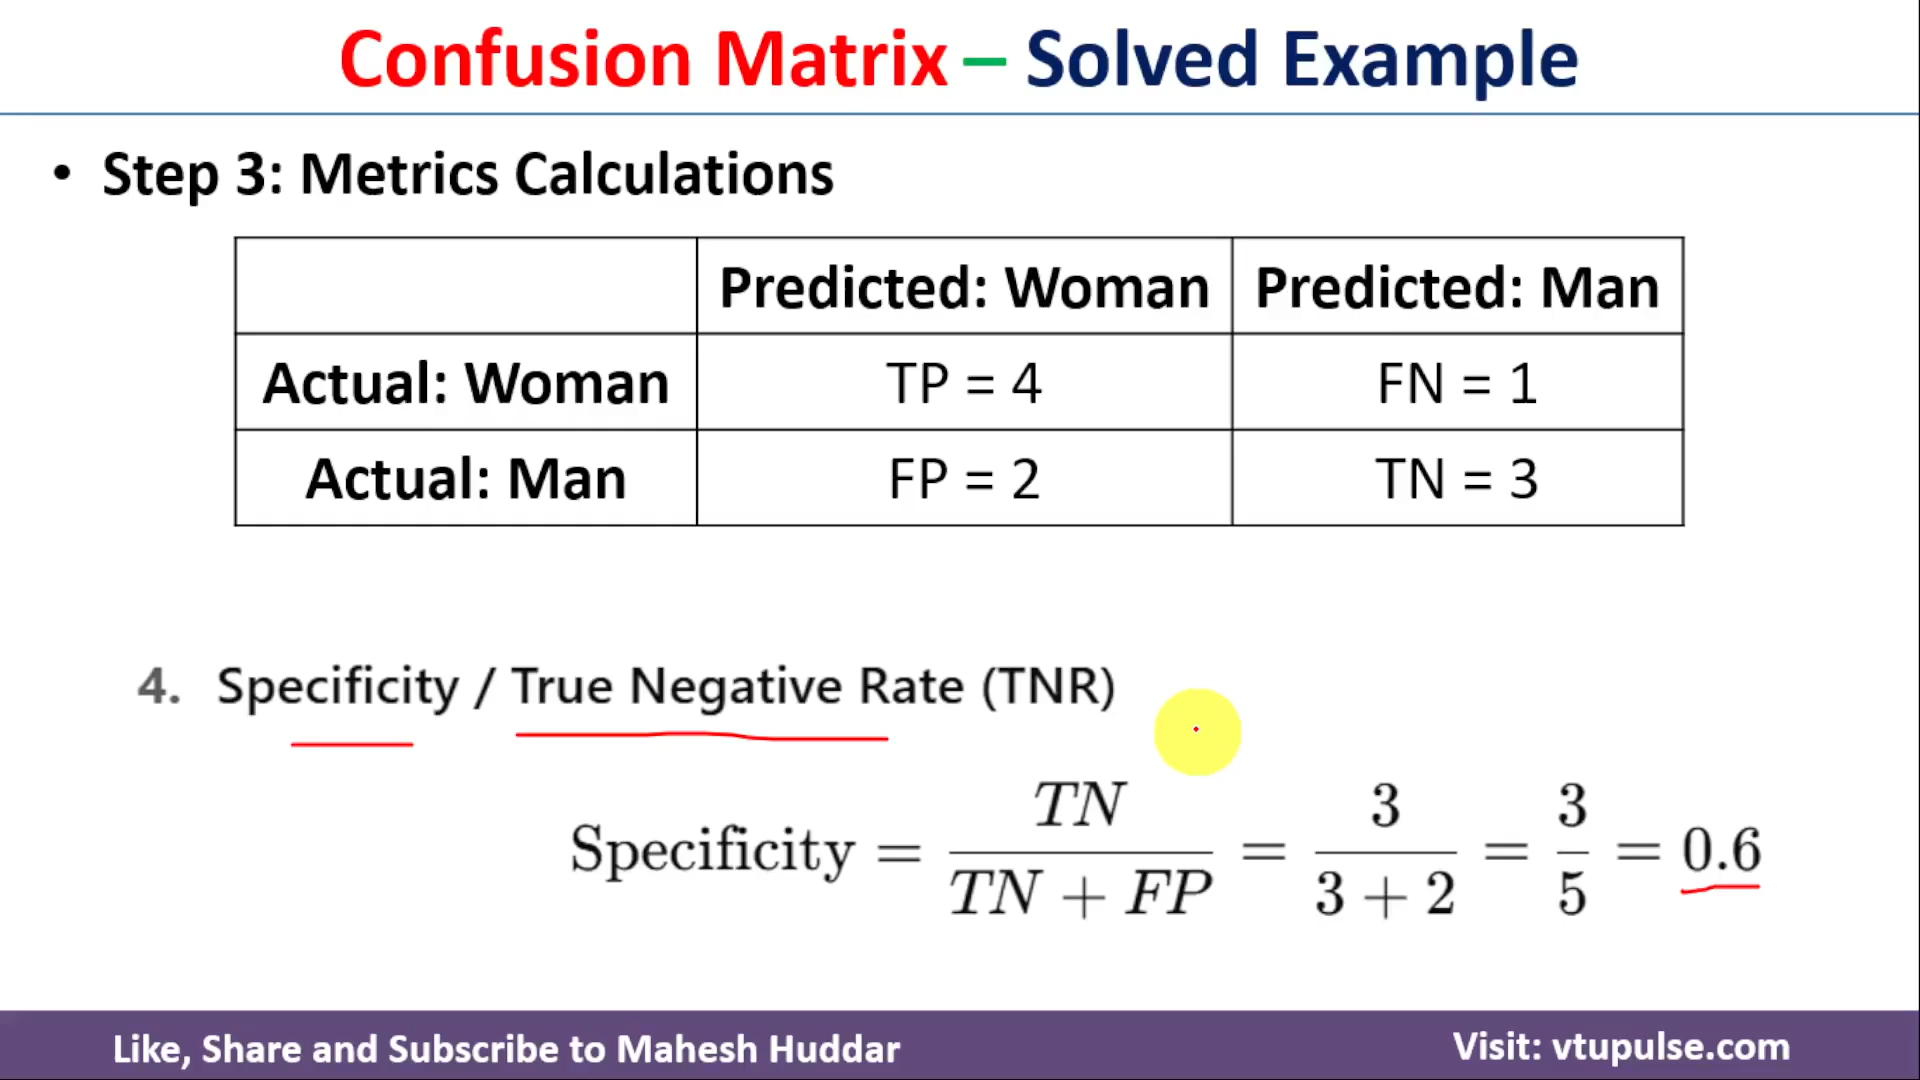 Confusion Matrix – Solved Example
• Step 3: Metrics Calculations
Predicted: Woman Predicted: Man
Actual: Woman TP = 4 FN = 1
Actual: Man FP = 2 TN = 3
4. Specificity / True Negative Rate (TNR)
Specificity = TN / (TN + FP) = 3 / (3 + 2) = 3 / 5 = 0.6
Like, Share and Subscribe to Mahesh Huddar
Visit: vtupulse.com